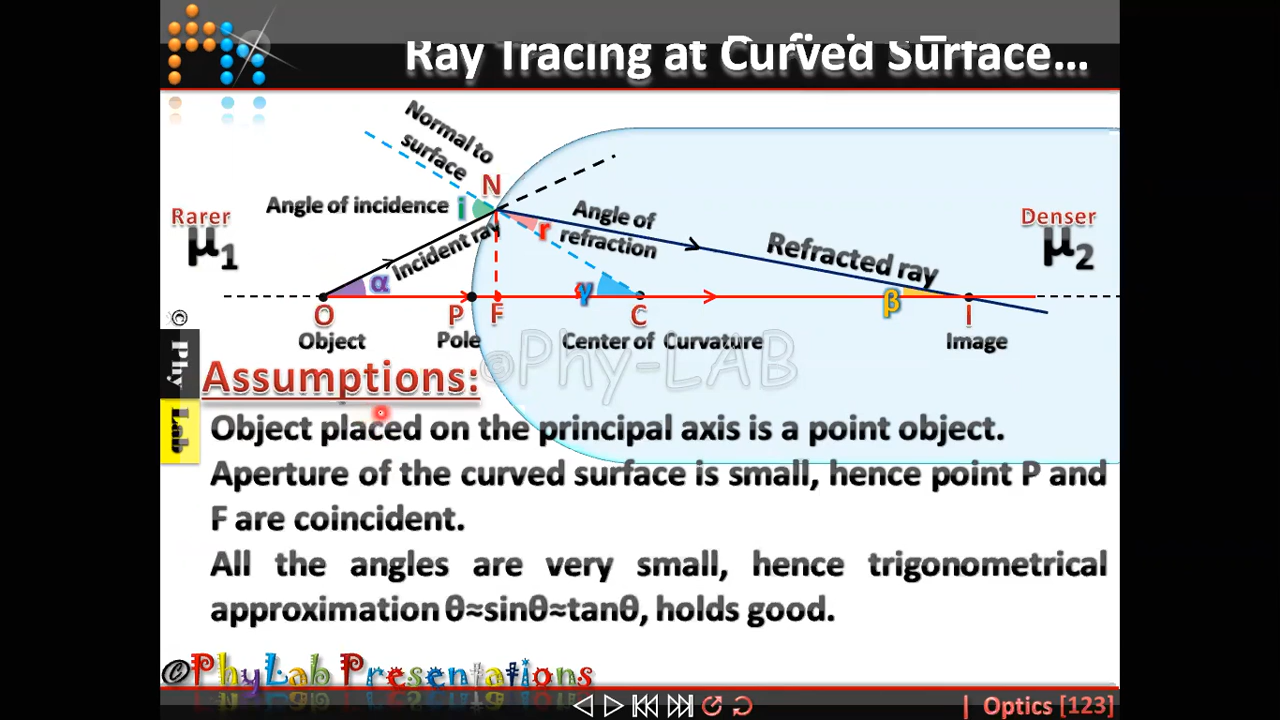 Ray Tracing at Curved Surface...
Normal to
surface
N
Angle of incidence i
Incident ray
Angle of
refraction
r
Refracted ray
Rarer
μ1
Denser
μ2
α
γ
β
O
P
F
C
I
Object
Pole
Center of Curvature
Image
©Phy-LAB
© Phy Lab
Assumptions:
Object placed on the principal axis is a point object.
Aperture of the curved surface is small, hence point P and
F are coincident.
All the angles are very small, hence trigonometrical
approximation θ≈sinθ≈tanθ, holds good.
©PhyLab Presentations
| Optics [123]